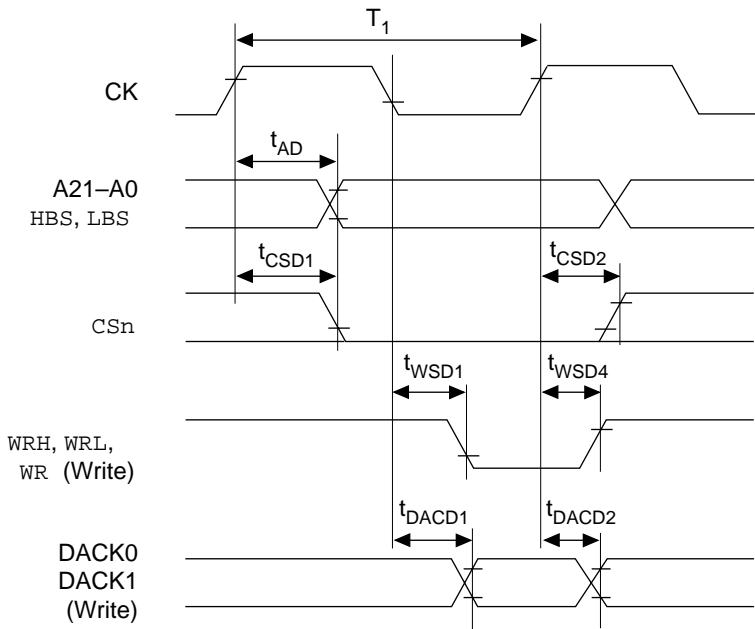 T1
CK
tAD
A21–A0
HBS, LBS
tCSD1
tCSD2
CSn
tWSD1
tWSD4
WRH, WRL,
WR (Write)
tDACD1
tDACD2
DACK0
DACK1
(Write)